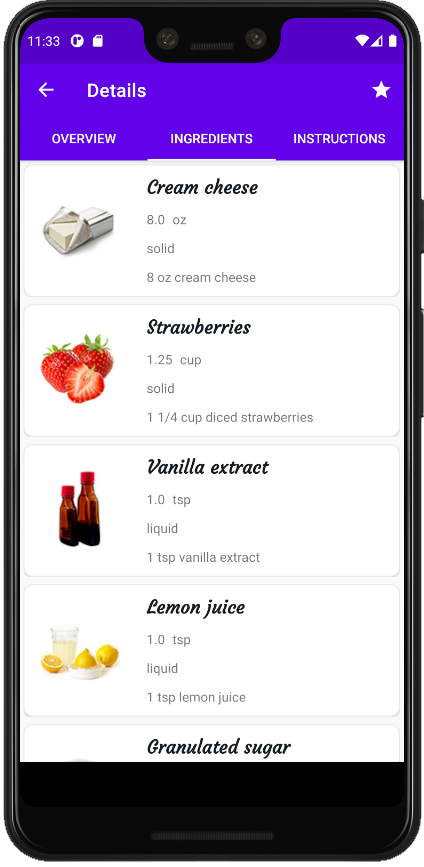 11:33
Details
OVERVIEW INGREDIENTS INSTRUCTIONS
Cream cheese
8.0 oz
solid
8 oz cream cheese
Strawberries
1.25 cup
solid
1 1/4 cup diced strawberries
Vanilla extract
1.0 tsp
liquid
1 tsp vanilla extract
Lemon juice
1.0 tsp
liquid
1 tsp lemon juice
Granulated sugar